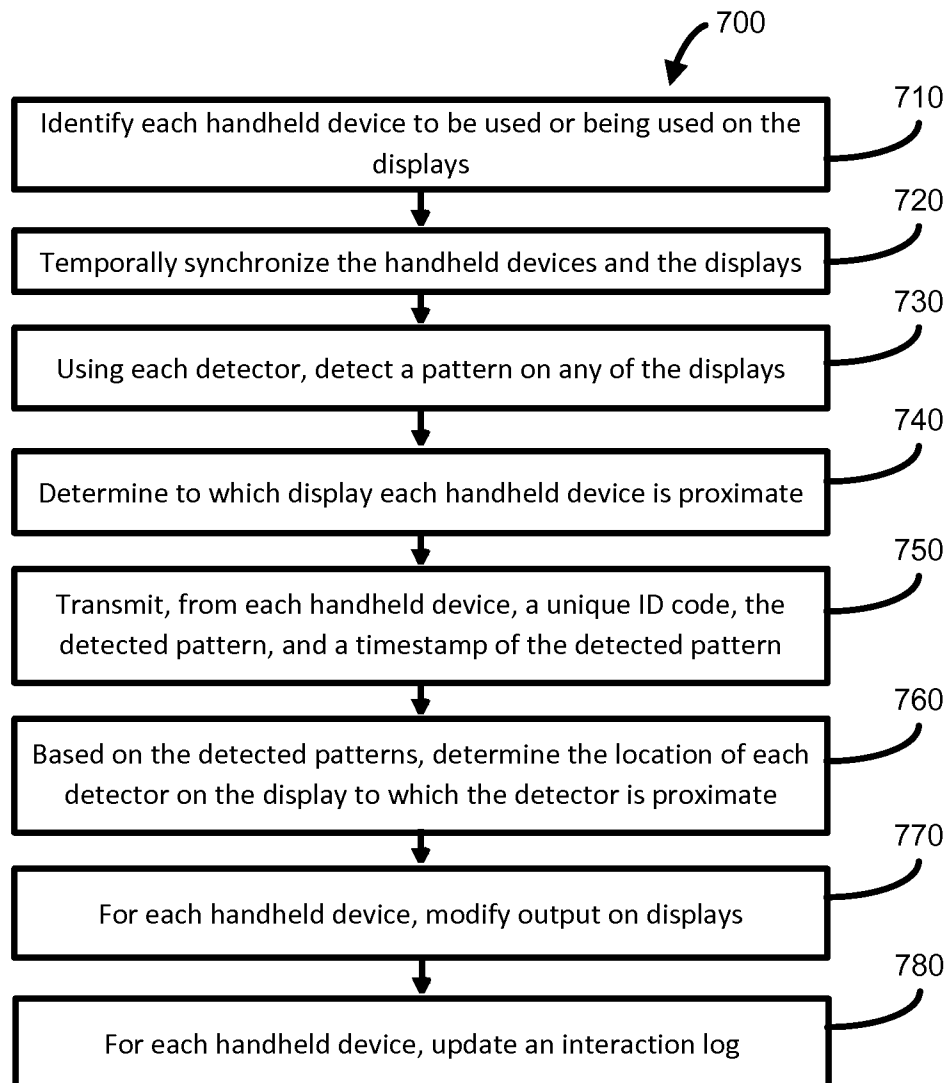 700
710
Identify each handheld device to be used or being used on the
displays
720
Temporally synchronize the handheld devices and the displays
730
Using each detector, detect a pattern on any of the displays
740
Determine to which display each handheld device is proximate
750
Transmit, from each handheld device, a unique ID code, the
detected pattern, and a timestamp of the detected pattern
760
Based on the detected patterns, determine the location of each
detector on the display to which the detector is proximate
770
For each handheld device, modify output on displays
780
For each handheld device, update an interaction log